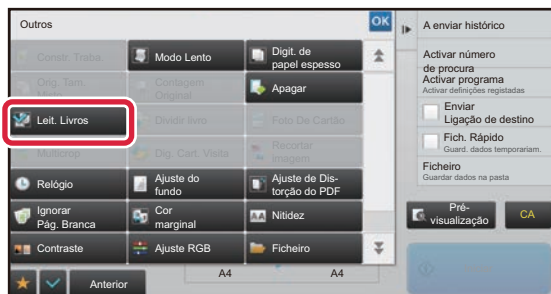 Outros
OK
Constr. Traba.
Modo Lento
Digit. de
papel espesso
Orig. Tam.
Misto
Contagem
Original
Apagar
Leit. Livros
Dividir livro
Foto De Cartão
Multicrop
Dig. Cart. Visita
Recortar
Imagem
Relógio
Ajuste do
fundo
Ajuste de Dis-
torção do PDF
Ignorar
Pág. Branca
Cor
marginal
AA Nitidez
Contraste
Ajuste RGB
Ficheiro
Anterior
A4
A4
A enviar histórico
Activar número
de procura
Activar programa
Activar definições registadas
Enviar
Ligação de destino
Fich. Rápido
Guard. dados temporariam.
Ficheiro
Guardar dados na pasta
Pré-
visualização
CA